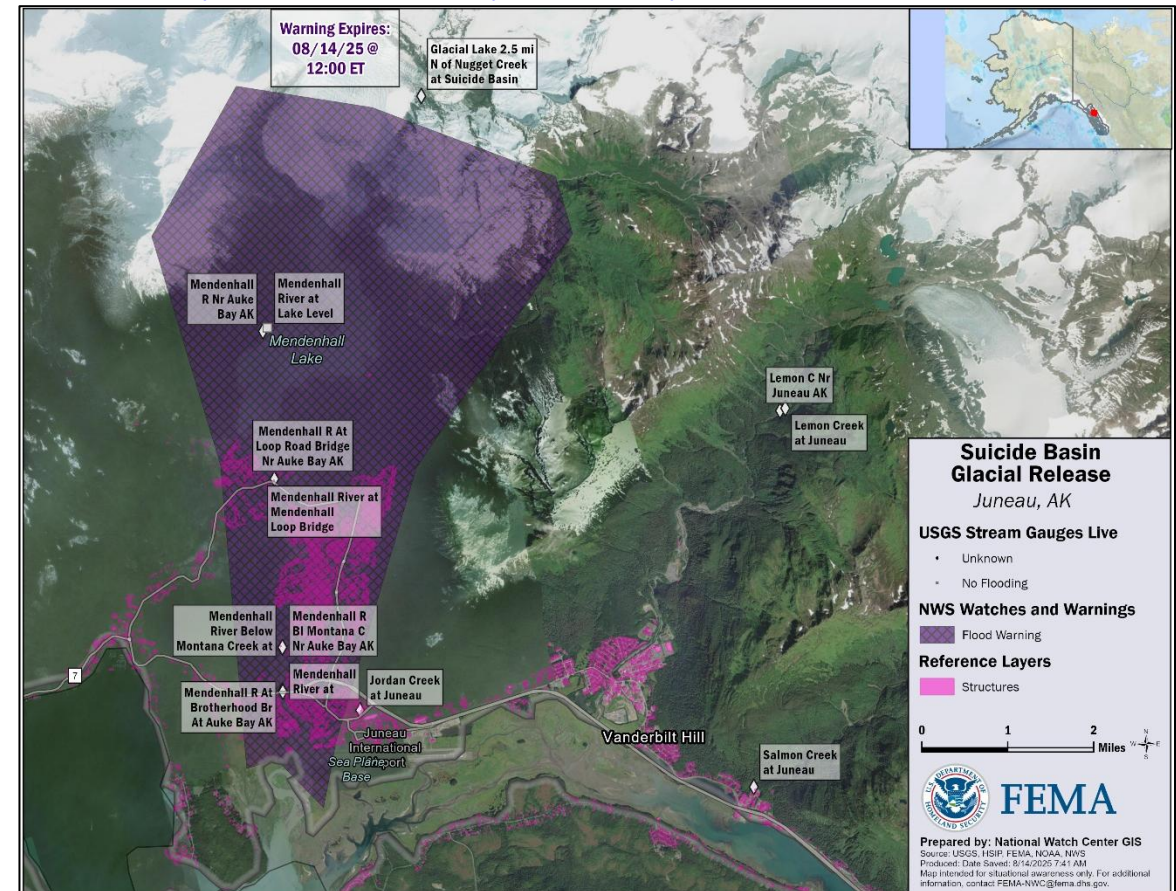 Warning Expires:
08/14/25 @
12:00 ET
Glacial Lake 2.5 mi
N of Nugget Creek
at Suicide Basin
Mendenhall
R Nr Auke
Bay AK
Mendenhall
River at
Lake Level
Mendenhall
Lake
Lemon C Nr
Juneau AK
Lemon Creek
at Juneau
Mendenhall R At
Loop Road Bridge
Nr Auke Bay AK
Mendenhall River at
Mendenhall
Loop Bridge
Mendenhall
River Below
Montana Creek at
Mendenhall R
Bl Montana C
Nr Auke Bay AK
7
Mendenhall R At
Brotherhood Br
At Auke Bay AK
Mendenhall
River at
Jordan Creek
at Juneau
Juneau
International
Sea Plane
Base
Vanderbilt Hill
Salmon Creek
at Juneau
Suicide Basin
Glacial Release
Juneau, AK
USGS Stream Gauges Live
Unknown
No Flooding
NWS Watches and Warnings
Flood Warning
Reference Layers
Structures
0 1 2
Miles
N
W E
S
U.S. DEPARTMENT OF
HOMELAND SECURITY
FEMA
Prepared by: National Watch Center GIS
Source: USGS, HSIP, FEMA, NOAA, NWS
Produced: Date Saved: 8/14/2025 7:41 AM
Map intended for situational awareness only. For additional
information, contact FEMA-NWC@fema.dhs.gov.